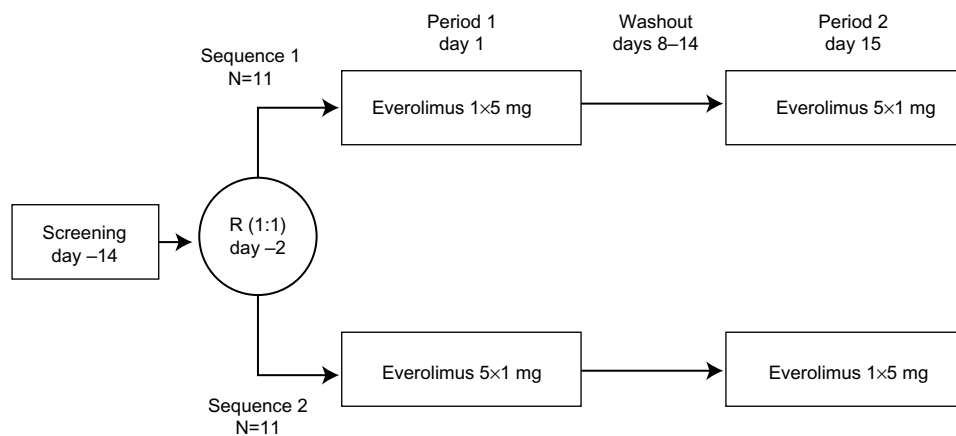 Period 1
day 1
Washout
days 8–14
Period 2
day 15
Sequence 1
N=11
Everolimus 1×5 mg
Everolimus 5×1 mg
Screening
day –14
R (1:1)
day –2
Everolimus 5×1 mg
Everolimus 1×5 mg
Sequence 2
N=11